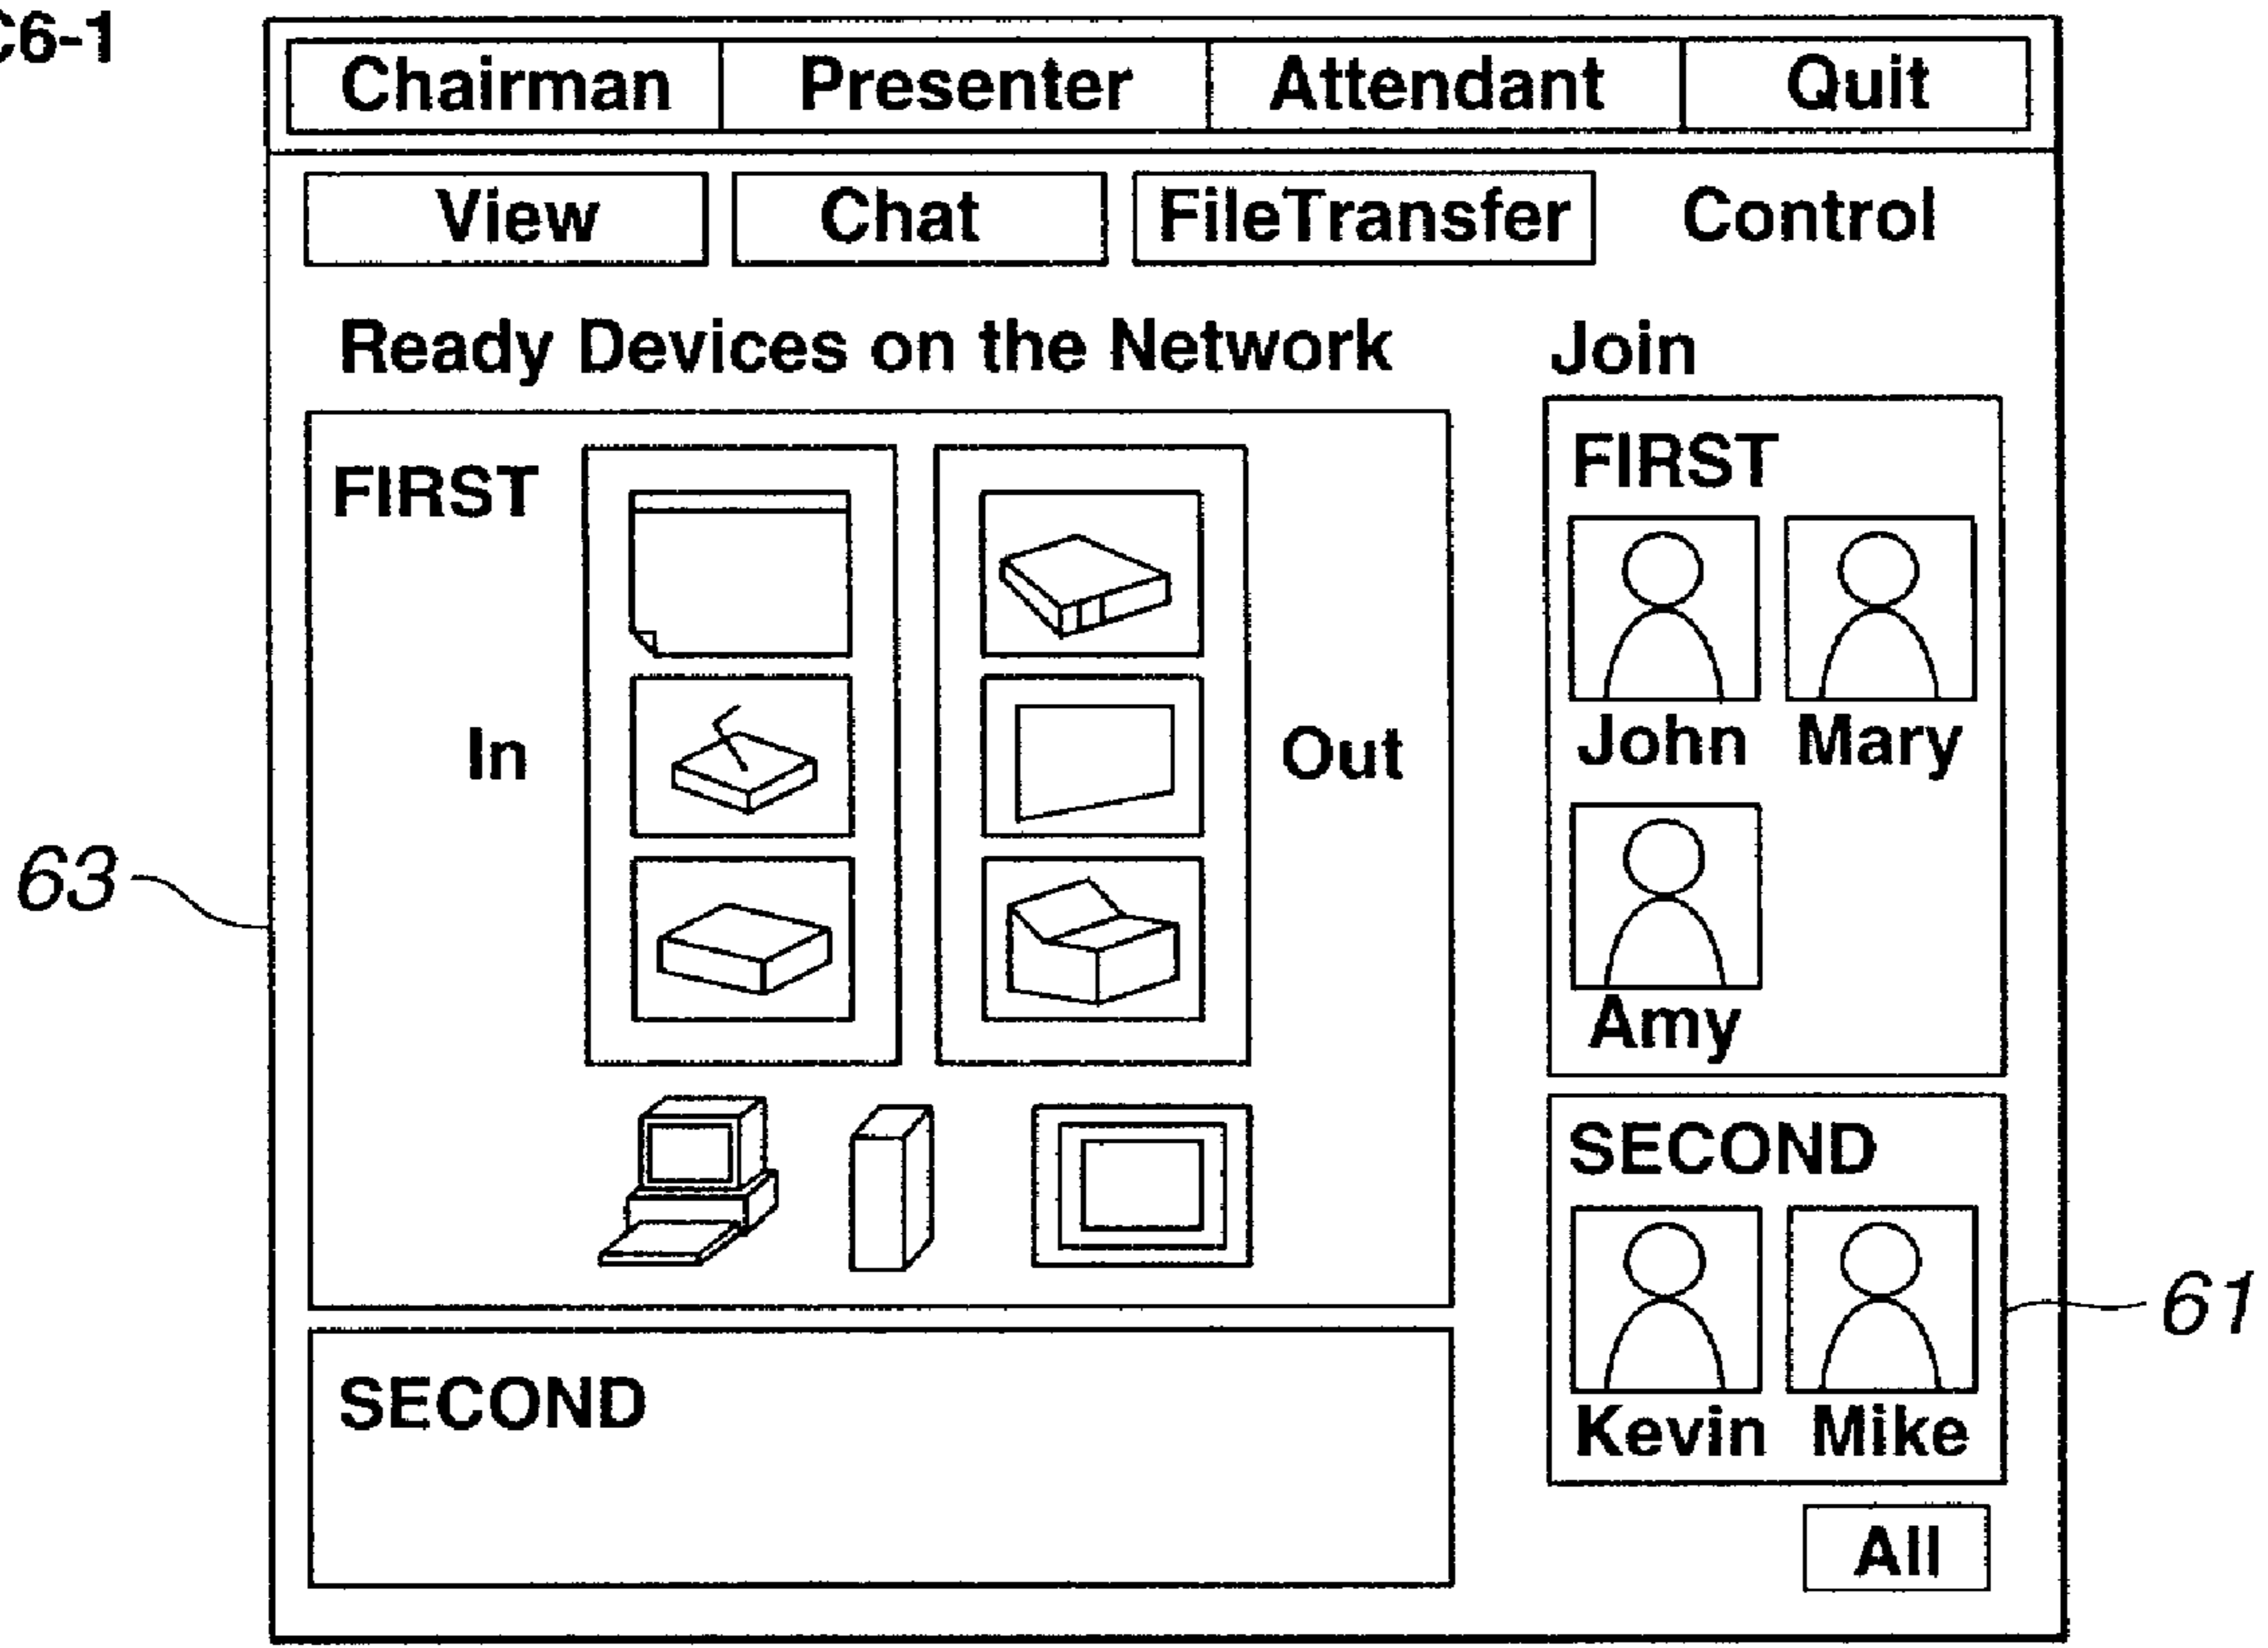 C6-1
Chairman Presenter Attendant Quit
View Chat FileTransfer Control
Ready Devices on the Network
FIRST
In
Out
SECOND
Join
FIRST
John Mary
Amy
SECOND
Kevin Mike
All
63
61